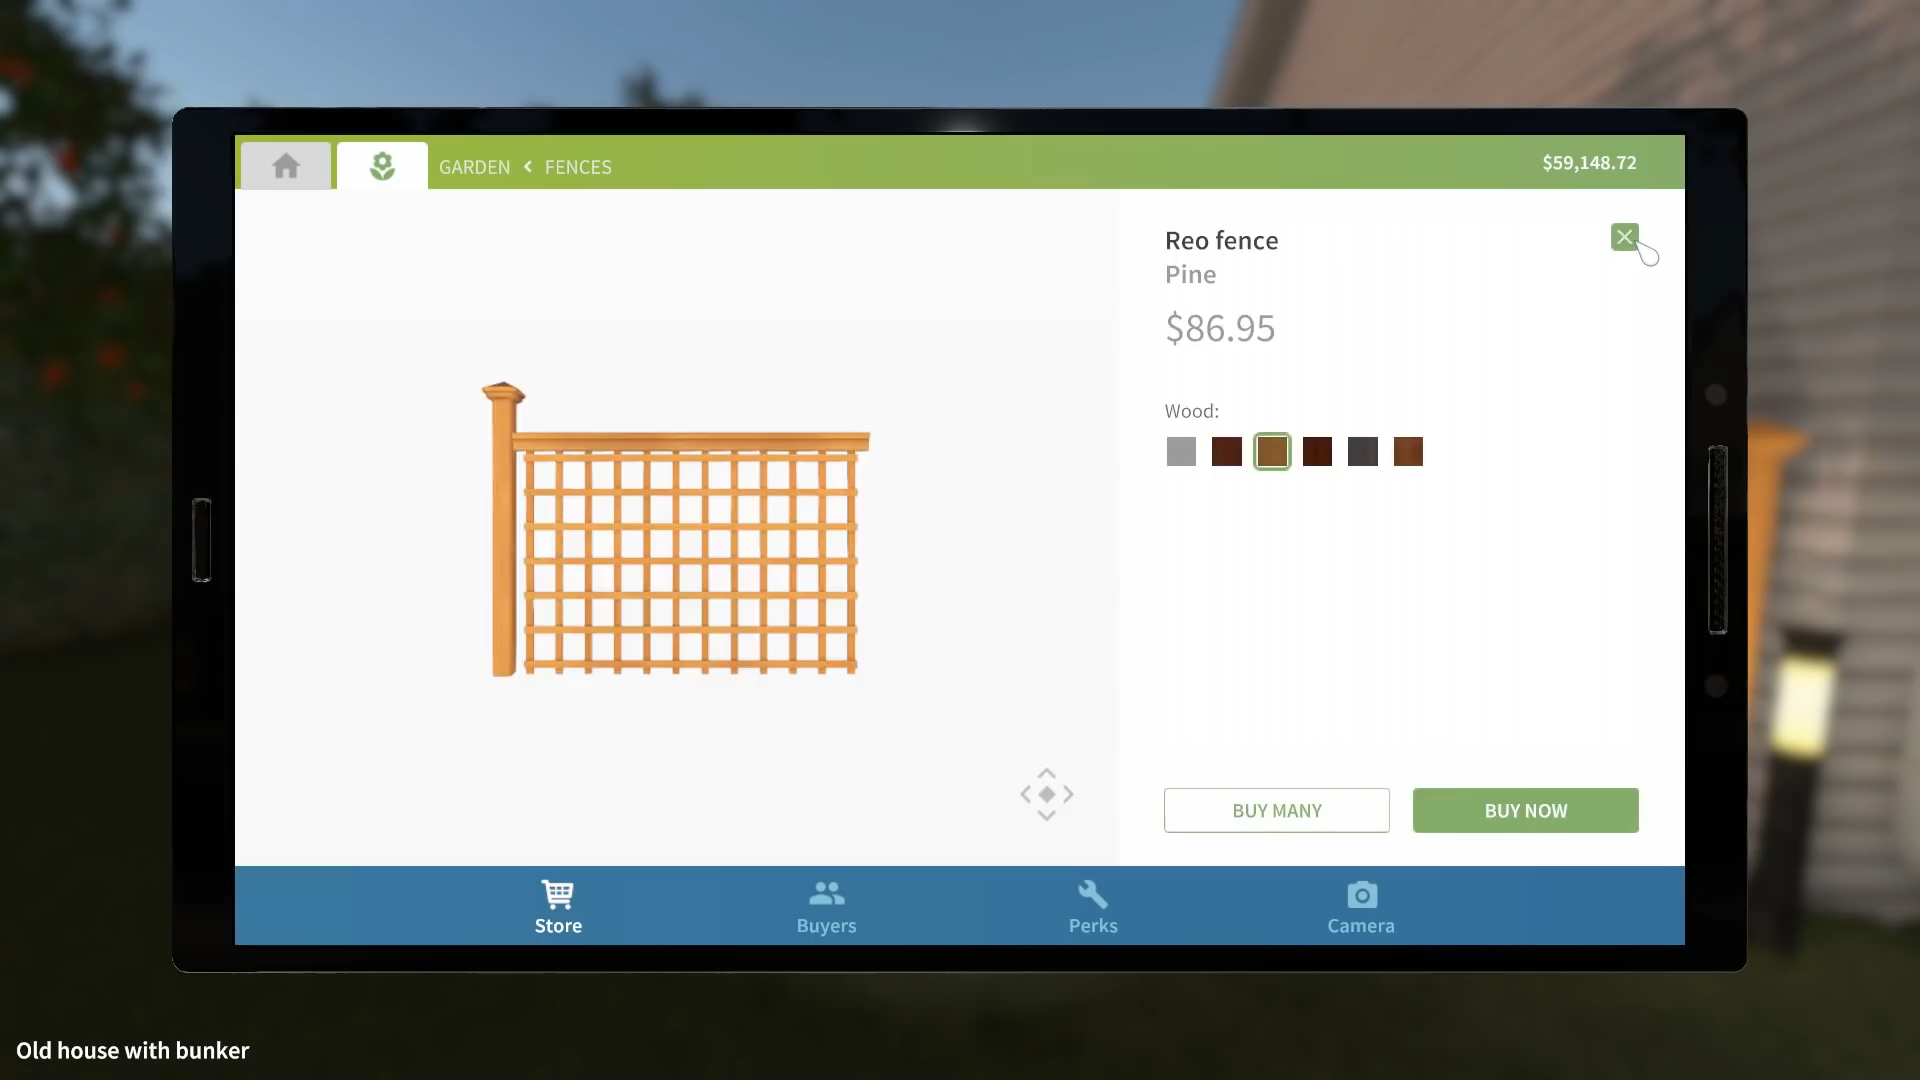 GARDEN < FENCES
$59,148.72
Reo fence
Pine
$86.95
Wood:
BUY MANY
BUY NOW
Store
Buyers
Perks
Camera
Old house with bunker